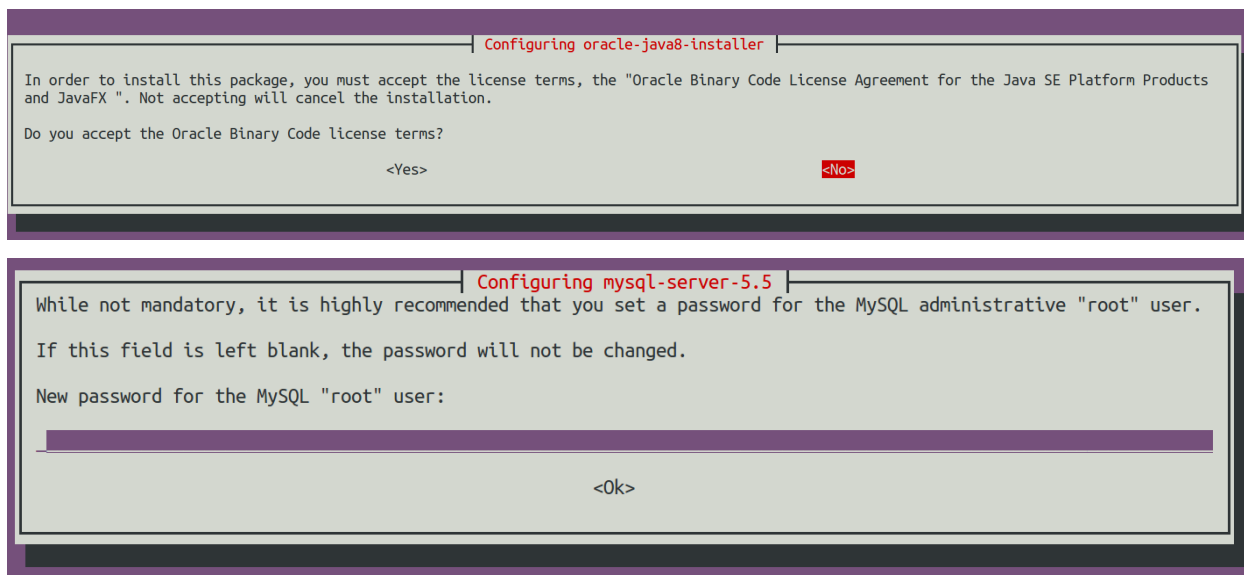 Configuring oracle-java8-installer
In order to install this package, you must accept the license terms, the "Oracle Binary Code License Agreement for the Java SE Platform Products
and JavaFX ". Not accepting will cancel the installation.
Do you accept the Oracle Binary Code license terms?
<Yes> <No>
Configuring mysql-server-5.5
While not mandatory, it is highly recommended that you set a password for the MySQL administrative "root" user.
If this field is left blank, the password will not be changed.
New password for the MySQL "root" user:
<Ok>